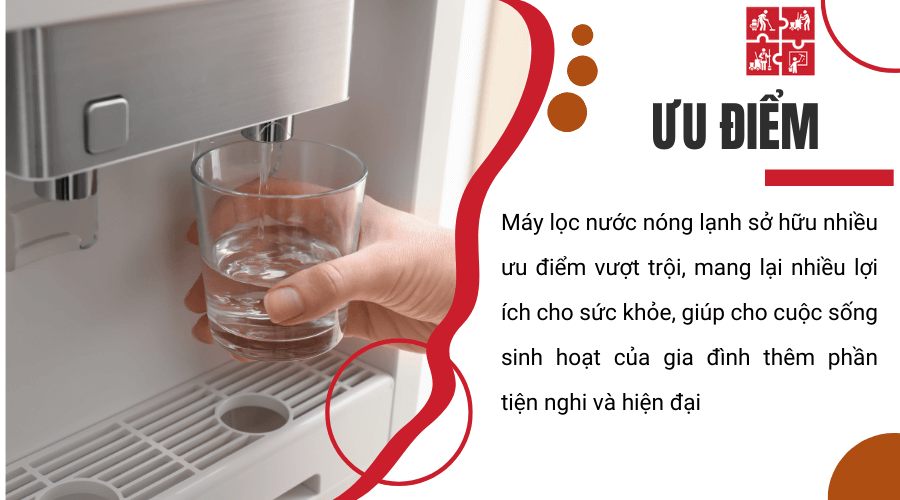 ƯU ĐIỂM
Máy lọc nước nóng lạnh sở hữu nhiều
ưu điểm vượt trội, mang lại nhiều lợi
ích cho sức khỏe, giúp cho cuộc sống
sinh hoạt của gia đình thêm phần
tiện nghi và hiện đại